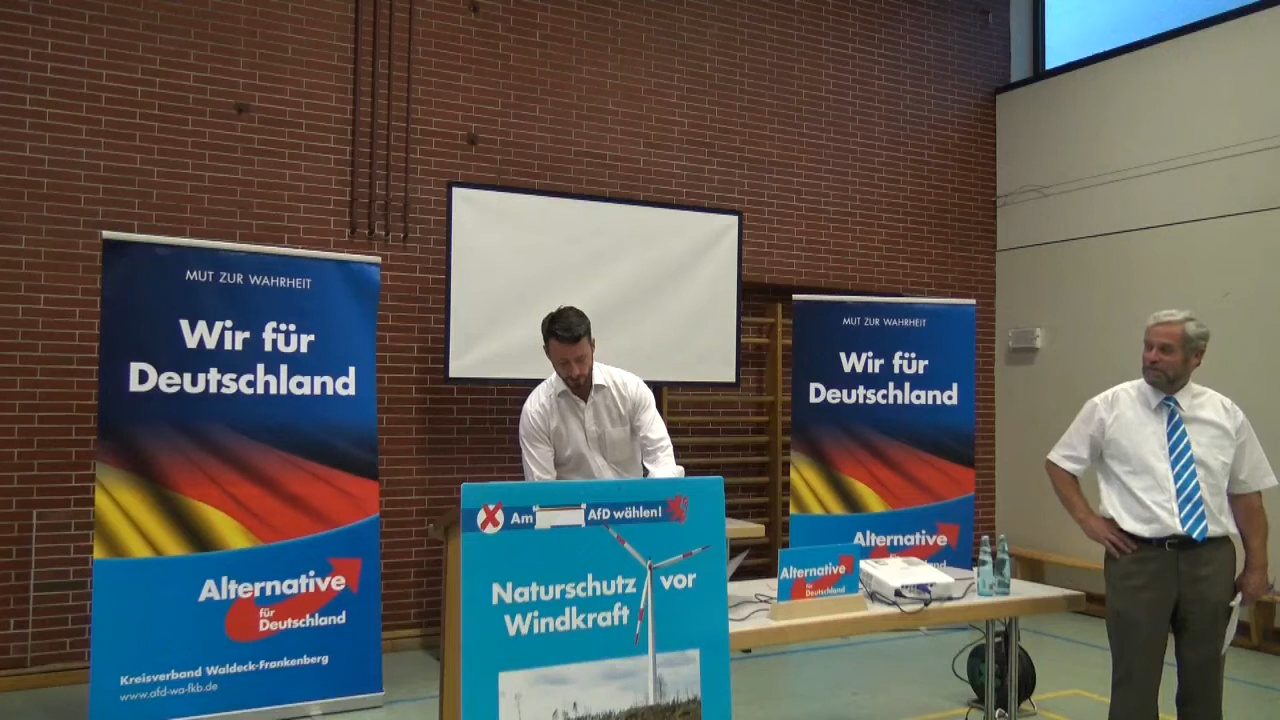 MUT ZUR WAHRHEIT
Wir für
Deutschland
Alternative
für
Deutschland
Kreisverband Waldeck-Frankenberg
www.afd-wa-fkb.de
Am AfD wählen!
Naturschutz vor
Windkraft
MUT ZUR WAHRHEIT
Wir für
Deutschland
Alternative
Alternative
für
Deutschland